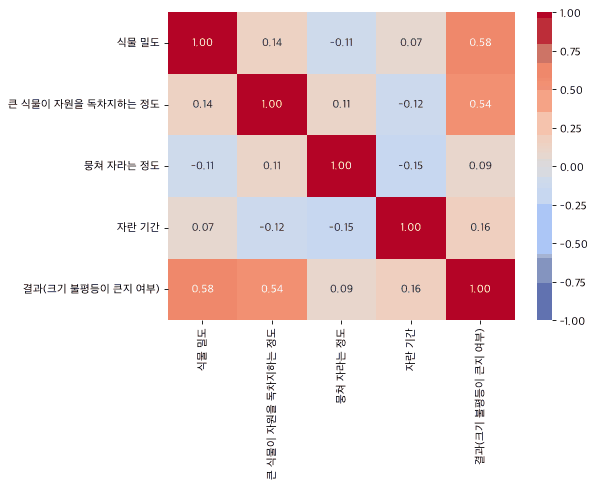 식물 밀도 1.00 0.14 -0.11 0.07 0.58
큰 식물이 자원을 독차지하는 정도 0.14 1.00 0.11 -0.12 0.54
뭉쳐 자라는 정도 -0.11 0.11 1.00 -0.15 0.09
자란 기간 0.07 -0.12 -0.15 1.00 0.16
결과(크기 불평등이 큰지 여부) 0.58 0.54 0.09 0.16 1.00
식물 밀도
큰 식물이 자원을 독차지하는 정도
뭉쳐 자라는 정도
자란 기간
결과(크기 불평등이 큰지 여부)
1.00
0.75
0.50
0.25
0.00
-0.25
-0.50
-0.75
-1.00